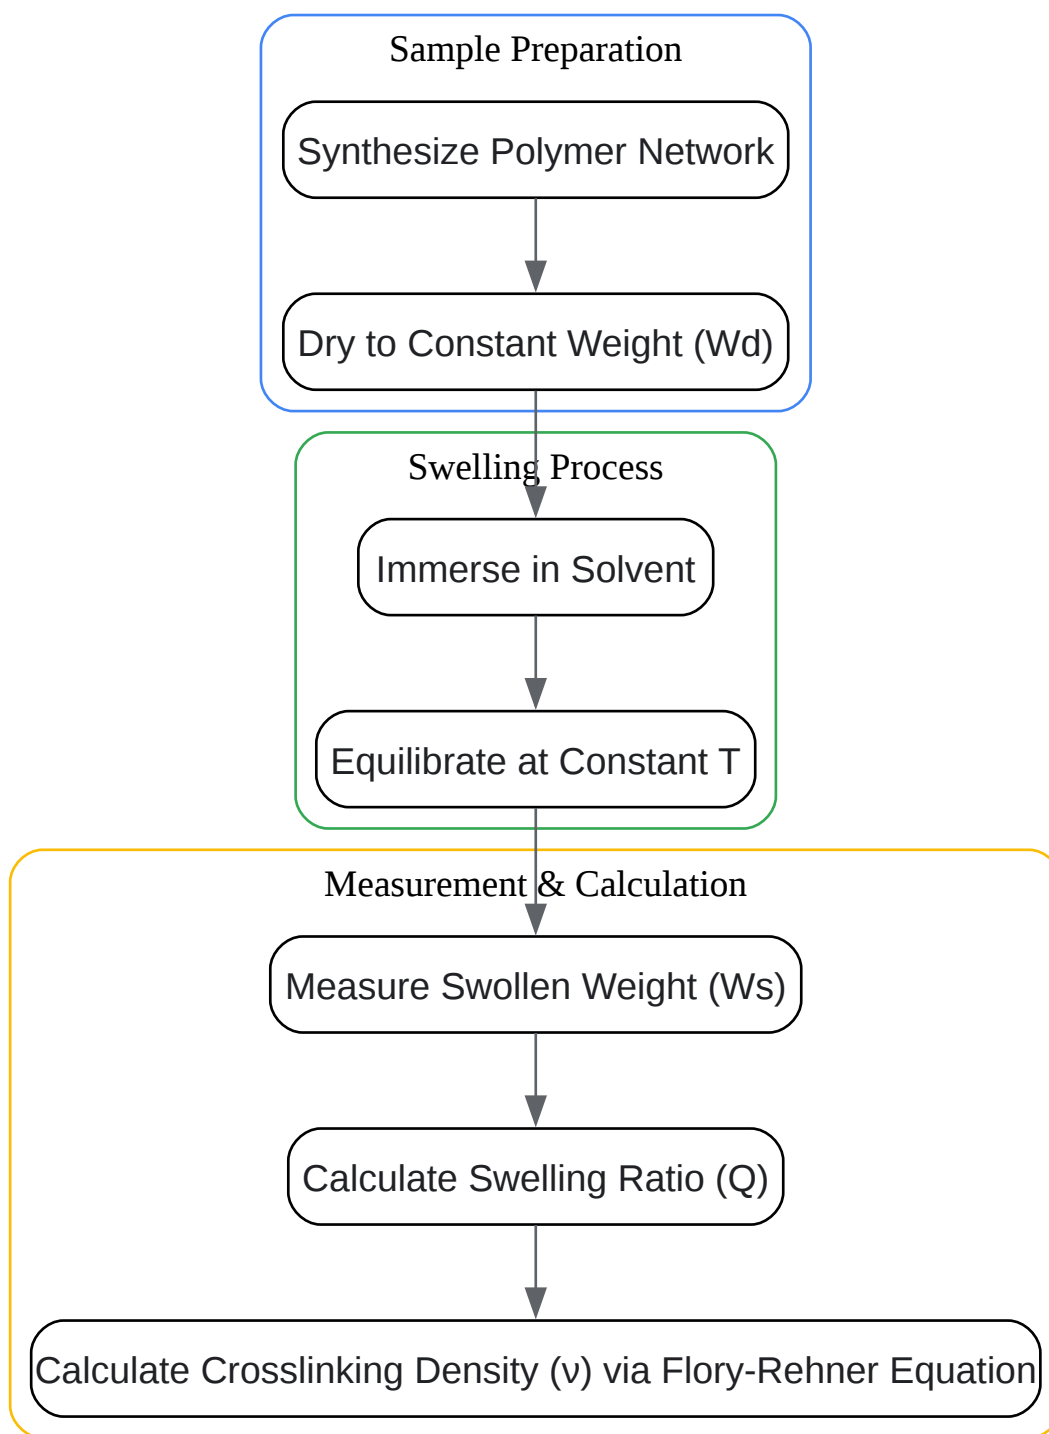 Sample Preparation
Synthesize Polymer Network
Dry to Constant Weight (Wd)
Swelling Process
Immerse in Solvent
Equilibrate at Constant T
Measurement & Calculation
Measure Swollen Weight (Ws)
Calculate Swelling Ratio (Q)
Calculate Crosslinking Density (ν) via Flory-Rehner Equation